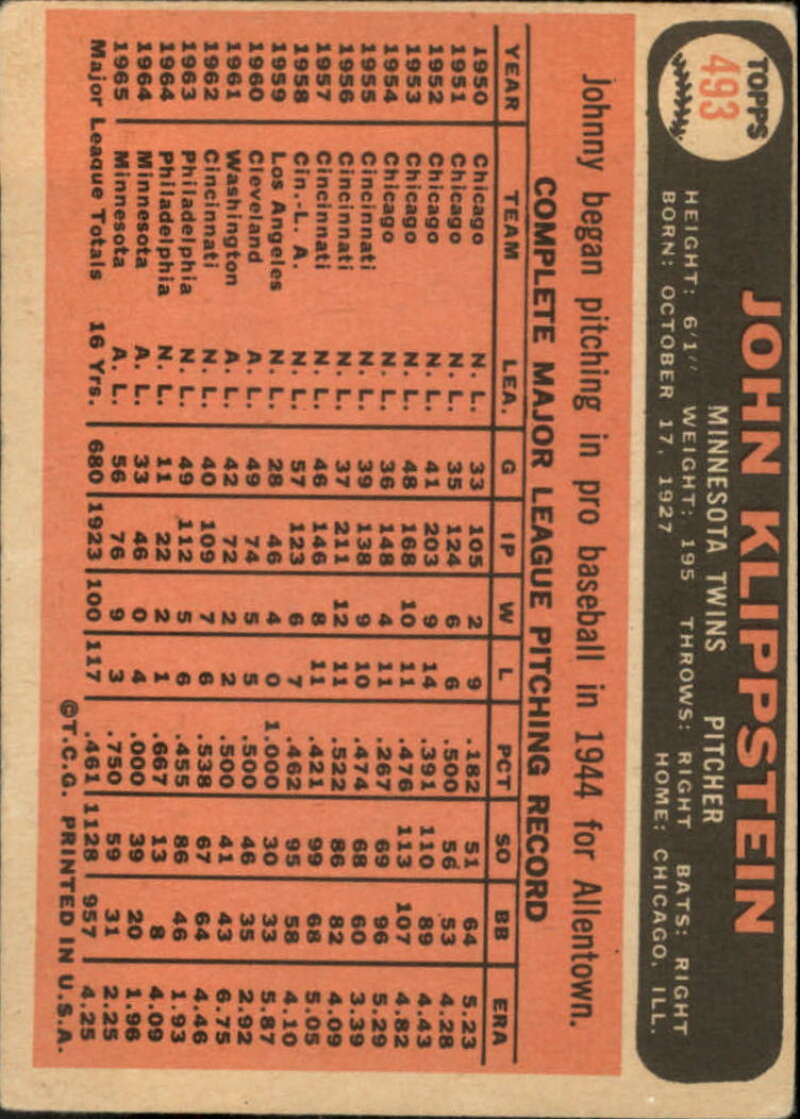 TOPPS
493
JOHN KLIPPSTEIN
MINNESOTA TWINS PITCHER
HEIGHT: 6'1" WEIGHT: 195 THROWS: RIGHT BATS: RIGHT
BORN: OCTOBER 17, 1927 HOME: CHICAGO, ILL.
Johnny began pitching in pro baseball in 1944 for Allentown.
COMPLETE MAJOR LEAGUE PITCHING RECORD
YEAR TEAM LEA. G IP W L PCT SO BB ERA
1950 Chicago N. L. 33 105 2 9 .182 51 64 5.23
1951 Chicago N. L. 35 124 6 6 .500 56 53 4.28
1952 Chicago N. L. 41 203 9 14 .391 110 89 4.43
1953 Chicago N. L. 48 168 10 11 .476 113 107 4.82
1954 Chicago N. L. 36 148 4 11 .267 69 96 5.29
1955 Cincinnati N. L. 39 138 9 10 .474 68 60 3.39
1956 Cincinnati N. L. 37 211 12 11 .522 86 82 4.09
1957 Cincinnati N. L. 46 146 8 11 .421 99 68 5.05
1958 Cin.-L. A. N. L. 57 123 6 7 .462 95 58 4.10
1959 Los Angeles N. L. 28 46 4 0 1.000 30 33 5.87
1960 Cleveland A. L. 49 74 5 5 .500 46 35 2.92
1961 Washington A. L. 42 72 2 2 .500 41 43 6.75
1962 Cincinnati N. L. 40 109 7 6 .538 67 64 4.46
1963 Philadelphia N. L. 49 112 5 6 .455 86 46 1.93
1964 Philadelphia N. L. 11 22 2 1 .667 13 8 4.09
1964 Minnesota A. L. 33 46 0 4 .000 39 20 1.96
1965 Minnesota A. L. 56 76 9 3 .750 59 31 2.25
Major League Totals 16 Yrs. 680 1923 100 117 .461 1128 957 4.25
©T.C.G. PRINTED IN U.S.A.